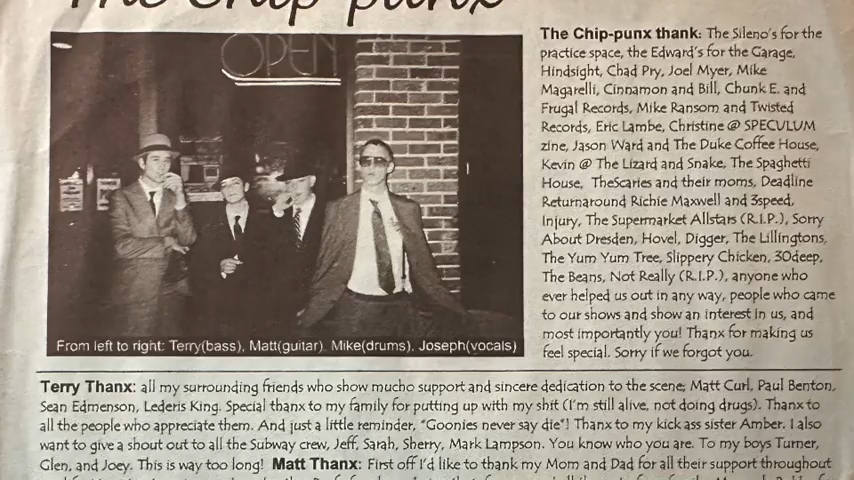 The Chip-punx
OPEN
From left to right: Terry(bass), Matt(guitar), Mike(drums), Joseph(vocals)
The Chip-punx thank: The Sileno's for the
practice space, the Edward's for the Garage,
Hindsight, Chad Pry, Joel Myer, Mike
Magarelli, Cinnamon and Bill, Chunk E. and
Frugal Records, Mike Ransom and Twisted
Records, Eric Lambe, Christine @ SPECULUM
zine, Jason Ward and The Duke Coffee House,
Kevin @ The Lizard and Snake, The Spaghetti
House, TheScaries and their moms, Deadline
Returnaround Richie Maxwell and 3speed,
Injury, The Supermarket Allstars (R.I.P.), Sorry
About Dresden, Hovel, Digger, The Lillingtons,
The Yum Yum Tree, Slippery Chicken, 30deep,
The Beans, Not Really (R.I.P.), anyone who
ever helped us out in any way, people who came
to our shows and show an interest in us, and
most importantly you! Thanx for making us
feel special. Sorry if we forgot you.
Terry Thanx: all my surrounding friends who show mucho support and sincere dedication to the scene; Matt Curl, Paul Benton,
Sean Edmenson, Lederis King. Special thanx to my family for putting up with my shit (I'm still alive, not doing drugs). Thanx to
all the people who appreciate them. And just a little reminder, "Goonies never say die"! Thanx to my kick ass sister Amber. I also
want to give a shout out to all the Subway crew, Jeff, Sarah, Sherry, Mark Lampson. You know who you are. To my boys Turner,
Glen, and Joey. This is way too long! Matt Thanx: First off I'd like to thank my Mom and Dad for all their support throughout